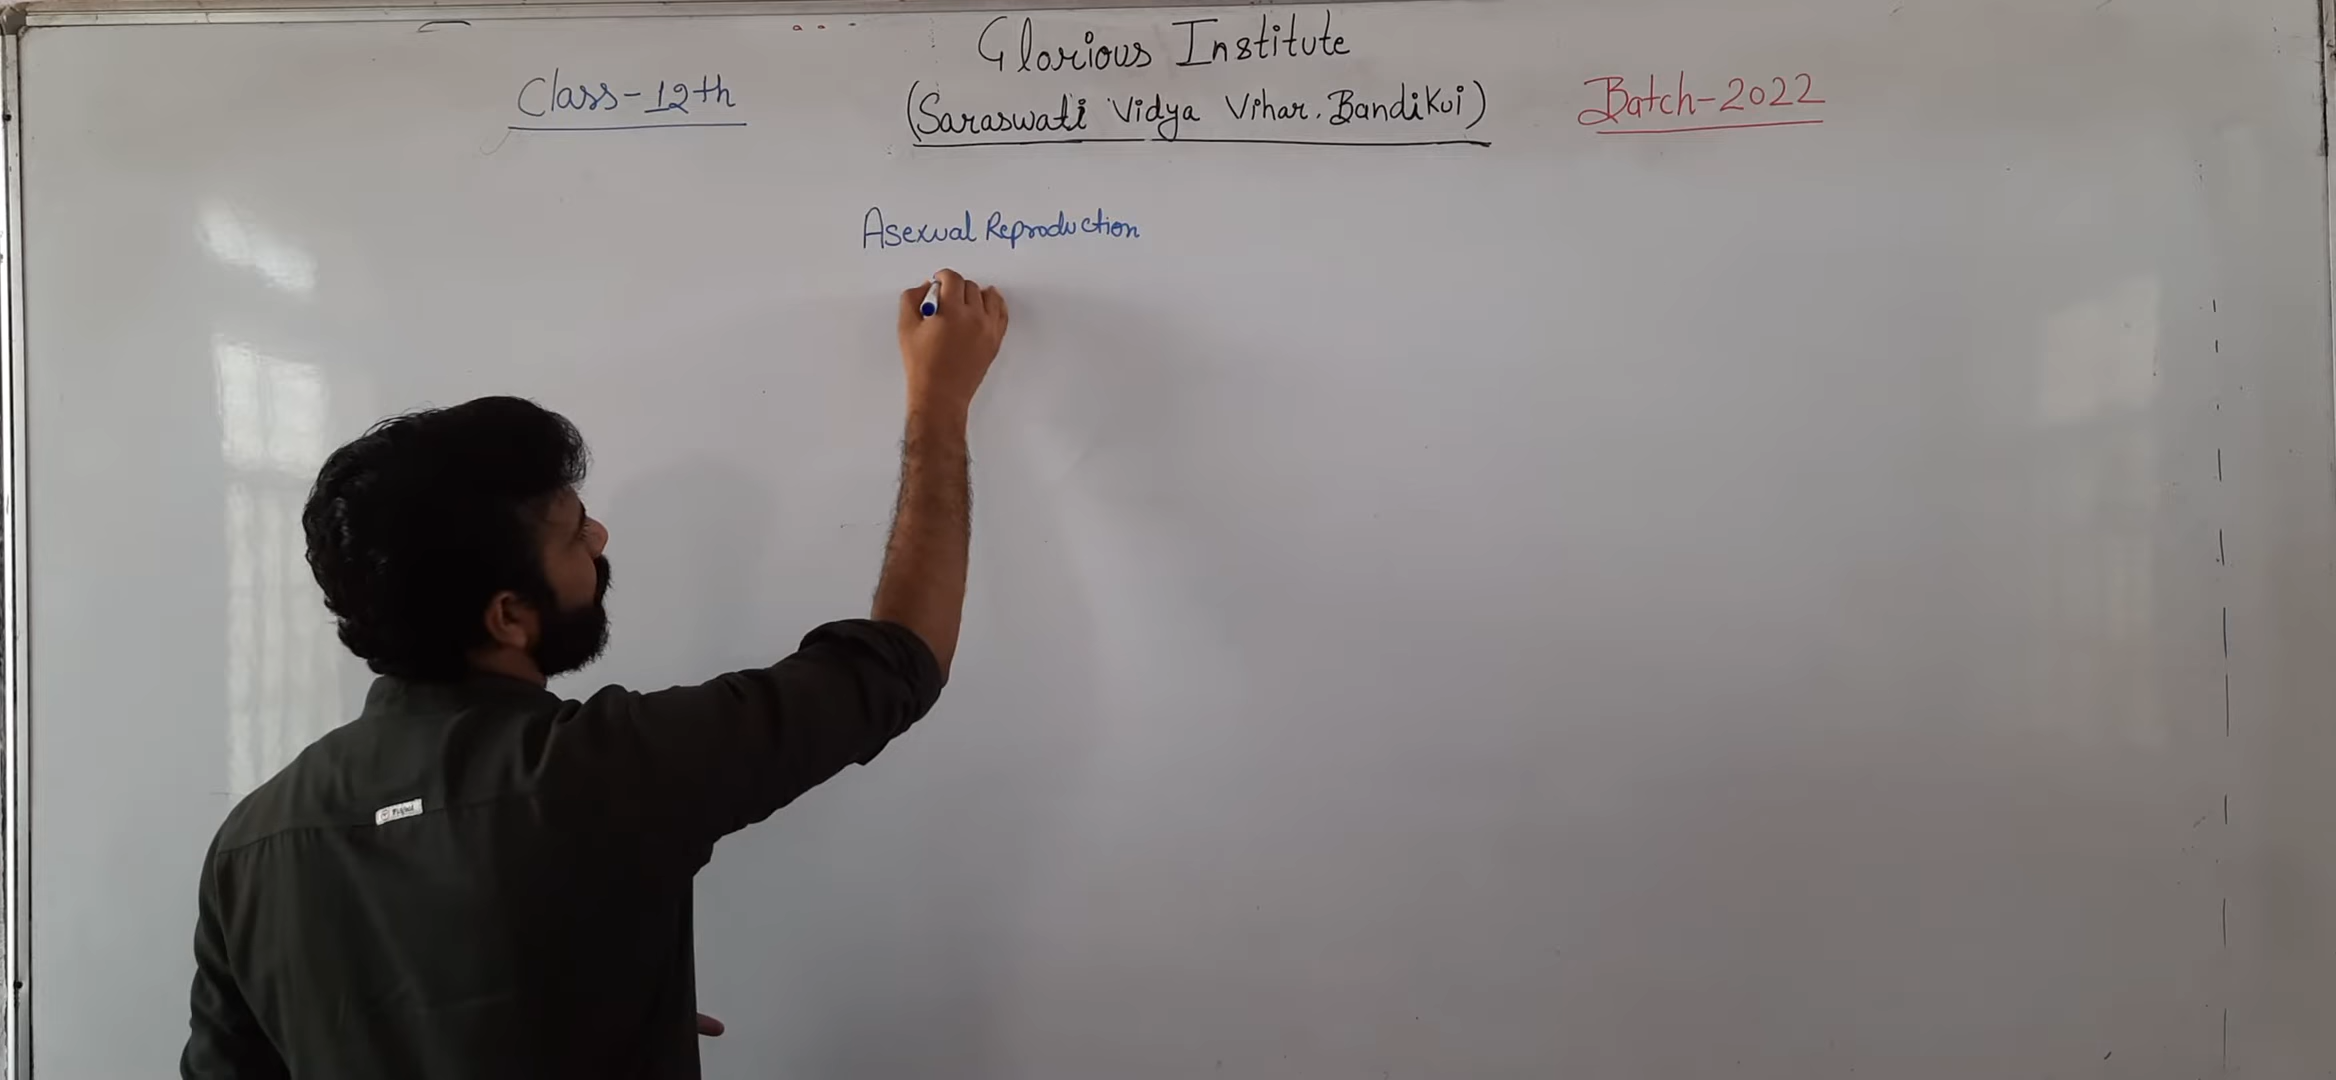 Glorious Institute
Class-12th
(Saraswati Vidya Vihar. Bandikui)
Batch-2022
Asexual Reproduction